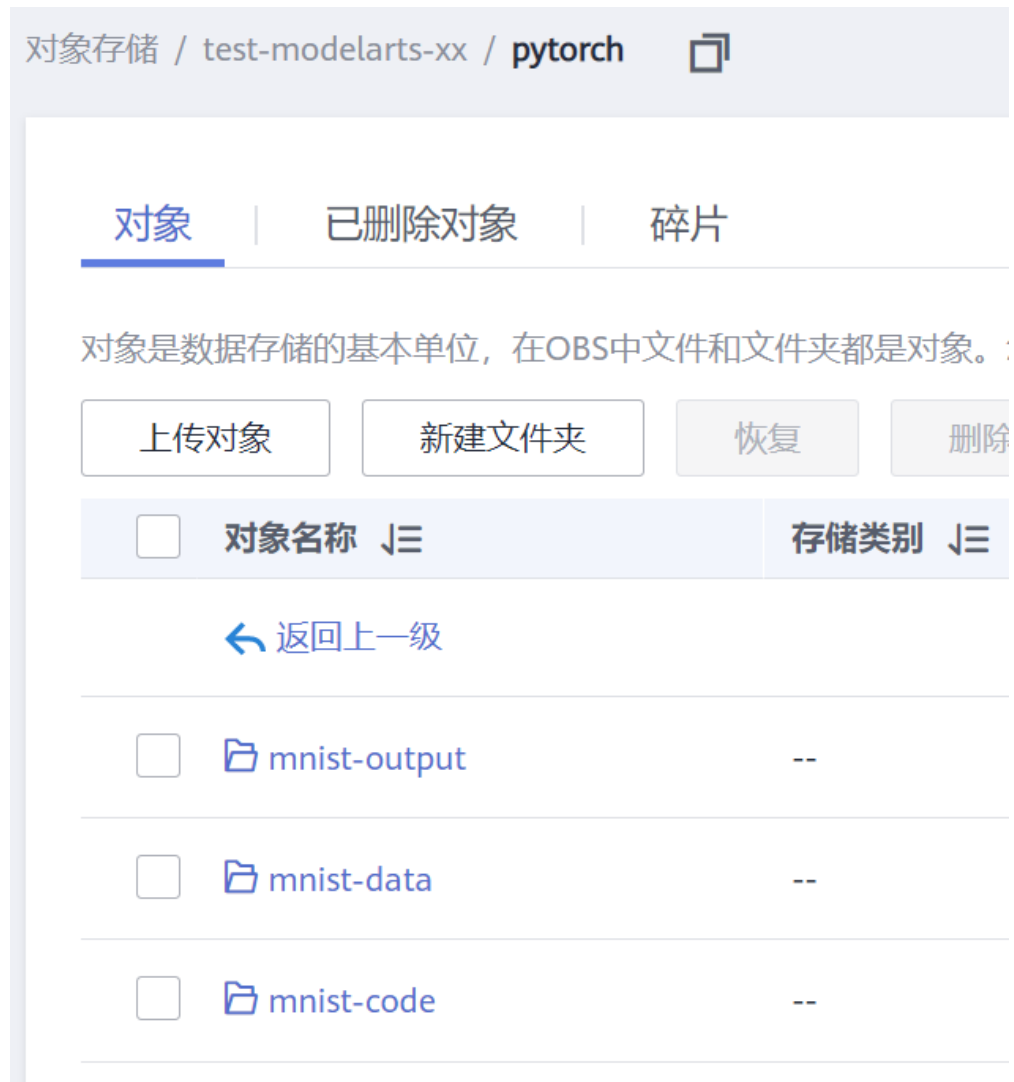 对象存储 / test-modelarts-xx / pytorch
对象 | 已删除对象 | 碎片
对象是数据存储的基本单位，在OBS中文件和文件夹都是对象。
上传对象 新建文件夹 恢复 删除
对象名称 存储类别
返回上一级
mnist-output --
mnist-data --
mnist-code --